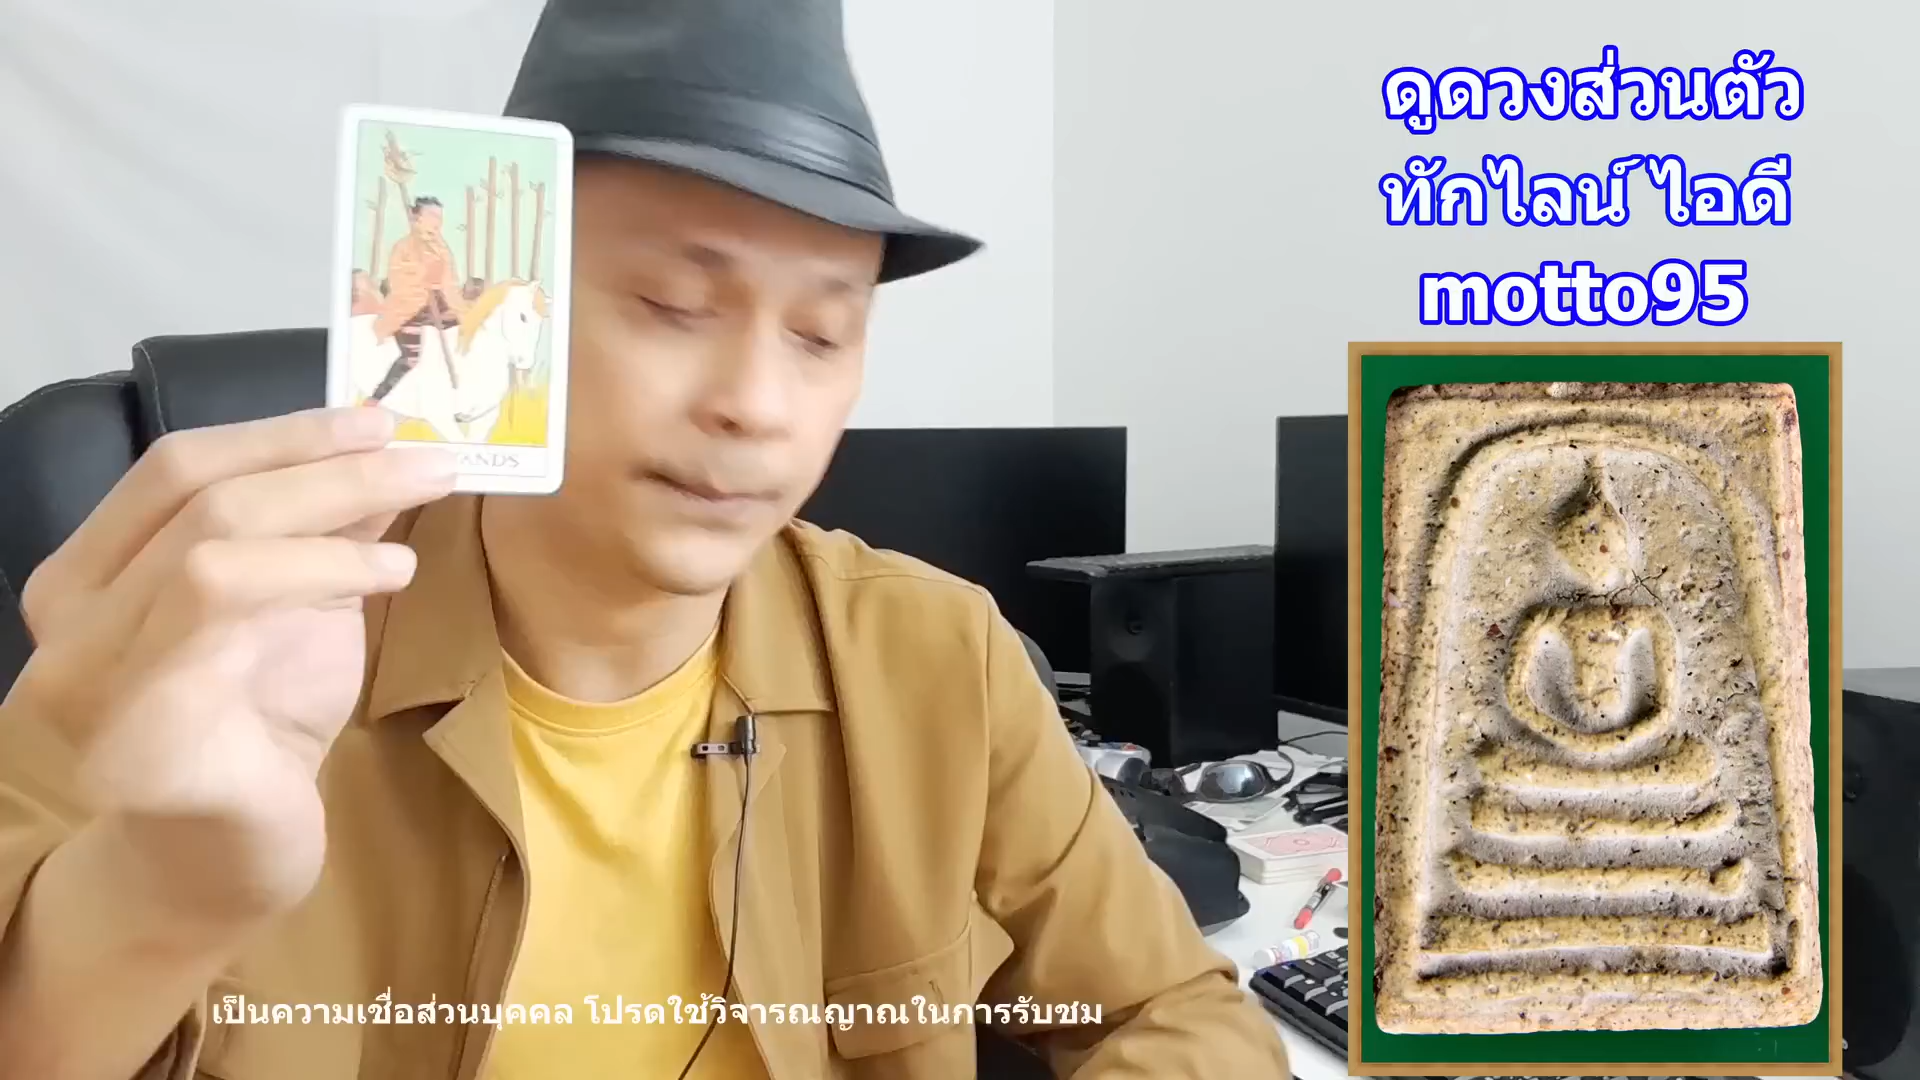 ดูดวงส่วนตัว
ทักไลน์ ไอดี
motto95
เป็นความเชื่อส่วนบุคคล โปรดใช้วิจารณญาณในการรับชม